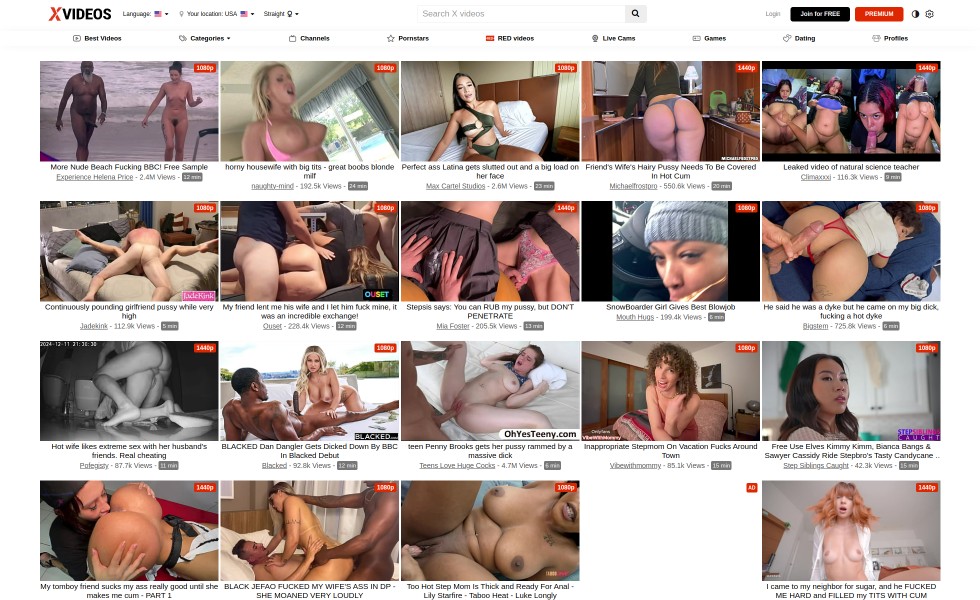 XVIDEOS
Language:
Your location: USA
Straight
Search X videos
Login
Join for FREE
PREMIUM
Best Videos
Categories
Channels
Pornstars
RED videos
Live Cams
Games
Dating
Profiles
1080p
More Nude Beach Fucking BBC! Free Sample
Experience Helena Price - 2.4M Views - 12 min
1080p
horny housewife with big tits - great boobs blonde
milf
naughty-mind - 192.5k Views - 24 min
1080p
Perfect ass Latina gets slutted out and a big load on
her face
Max Cartel Studios - 2.6M Views - 23 min
1440p
MICHAELFROSTPRO
Friend's Wife's Hairy Pussy Needs To Be Covered
In Hot Cum
Michaelfrostpro - 550.6k Views - 20 min
1440p
Leaked video of natural science teacher
Climaxxxi - 116.3k Views - 9 min
1080p
JadeKink
Continuously pounding girlfriend pussy while very
high
Jadekink - 112.9k Views - 5 min
1080p
OUSET
My friend lent me his wife and I let him fuck mine, it
was an incredible exchange!
Ouset - 228.4k Views - 12 min
1440p
Stepsis says: You can RUB my pussy, but DON'T
PENETRATE
Mia Foster - 205.5k Views - 13 min
1080p
SnowBoarder Girl Gives Best Blowjob
Mouth Hugs - 199.4k Views - 6 min
1080p
He said he was a dyke but he came on my big dick,
fucking a hot dyke
Bigstem - 725.8k Views - 6 min
2024-12-11 21:30:30
1440p
Hot wife likes extreme sex with her husband's
friends. Real cheating
Pofegisty - 87.7k Views - 11 min
1080p
BLACKED.com
BLACKED Dan Dangler Gets Dicked Down By BBC
In Blacked Debut
Blacked - 92.8k Views - 12 min
OhYesTeeny.com
teen Penny Brooks gets her pussy rammed by a
massive dick
Teens Love Huge Cocks - 4.7M Views - 6 min
1080p
Onlyfans
VibeWithMommy
Inappropriate Stepmom On Vacation Fucks Around
Town
Vibewithmommy - 85.1k Views - 15 min
1080p
STEPSIBLINGS
CAUGHT
Free Use Elves Kimmy Kimm, Bianca Bangs &
Sawyer Cassidy Ride Stepbro's Tasty Candycane ..
Step Siblings Caught - 42.3k Views - 15 min
1440p
My tomboy friend sucks my ass really good until she
makes me cum - PART 1
1080p
BLACK JEFAO FUCKED MY WIFE'S ASS IN DP -
SHE MOANED VERY LOUDLY
1080p
Too Hot Step Mom Is Thick and Ready For Anal -
Lily Starfire - Taboo Heat - Luke Longly
AD
1440p
I came to my neighbor for sugar, and he FUCKED
ME HARD and FILLED my TITS WITH CUM